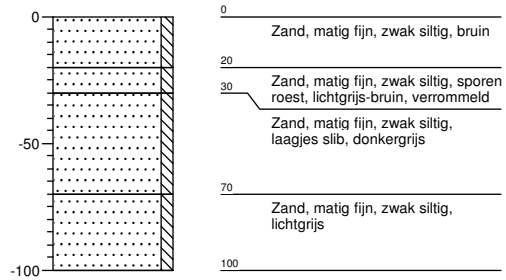 0
-50
-100
0
Zand, matig fijn, zwak siltig, bruin
20
Zand, matig fijn, zwak siltig, sporen
roest, lichtgrijs-bruin, verrommeld
30
Zand, matig fijn, zwak siltig,
laagjes slib, donkergrijs
70
Zand, matig fijn, zwak siltig,
lichtgrijs
100